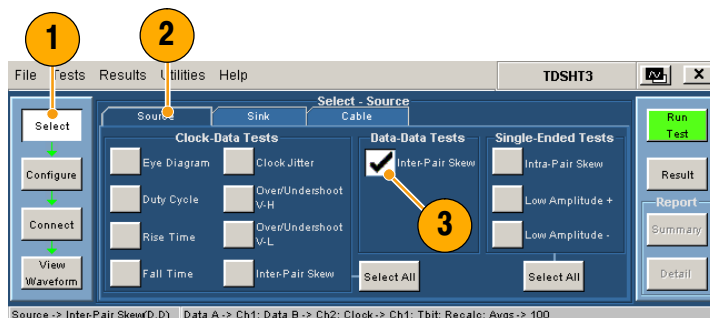 1 2
File Tests Results Utilities Help TDSHT3 X
Select - Source
Select Source Sink Cable Run Test
Clock-Data Tests Data-Data Tests Single-Ended Tests
Eye Diagram Clock Jitter Inter-Pair Skew Intra-Pair Skew
Configure Result
Duty Cycle Over/Undershoot V-H Low Amplitude +
Report
3
Connect Rise Time Over/Undershoot V-L Low Amplitude - Summary
View Waveform Fall Time Inter-Pair Skew Select All Select All Detail
Source -> Inter-Pair Skew(D,D) Data A -> Ch1; Data B -> Ch2; Clock -> Ch1; Tbit: Recalc; Avgs -> 100